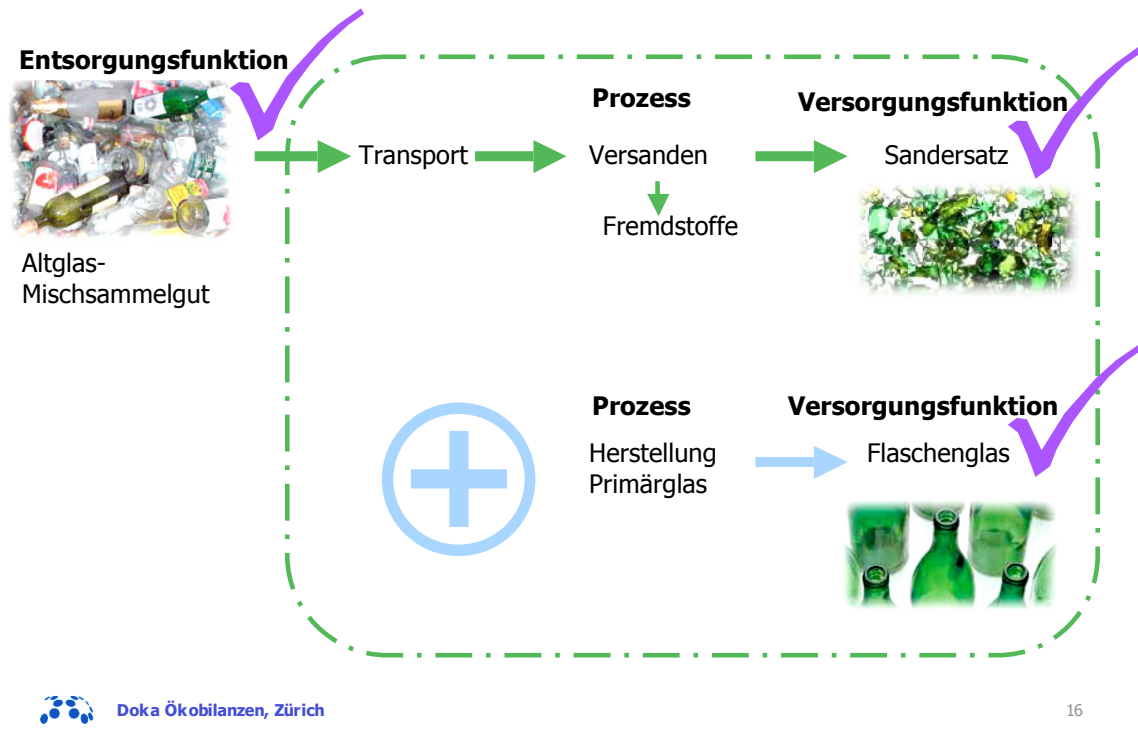 Entsorgungsfunktion
Prozess
Versorgungsfunktion
Transport
Versanden
Sandersatz
Fremdstoffe
Altglas-
Mischsammelgut
Prozess
Versorgungsfunktion
Herstellung
Primärglas
Flaschenglas
Doka Ökobilanzen, Zürich
16